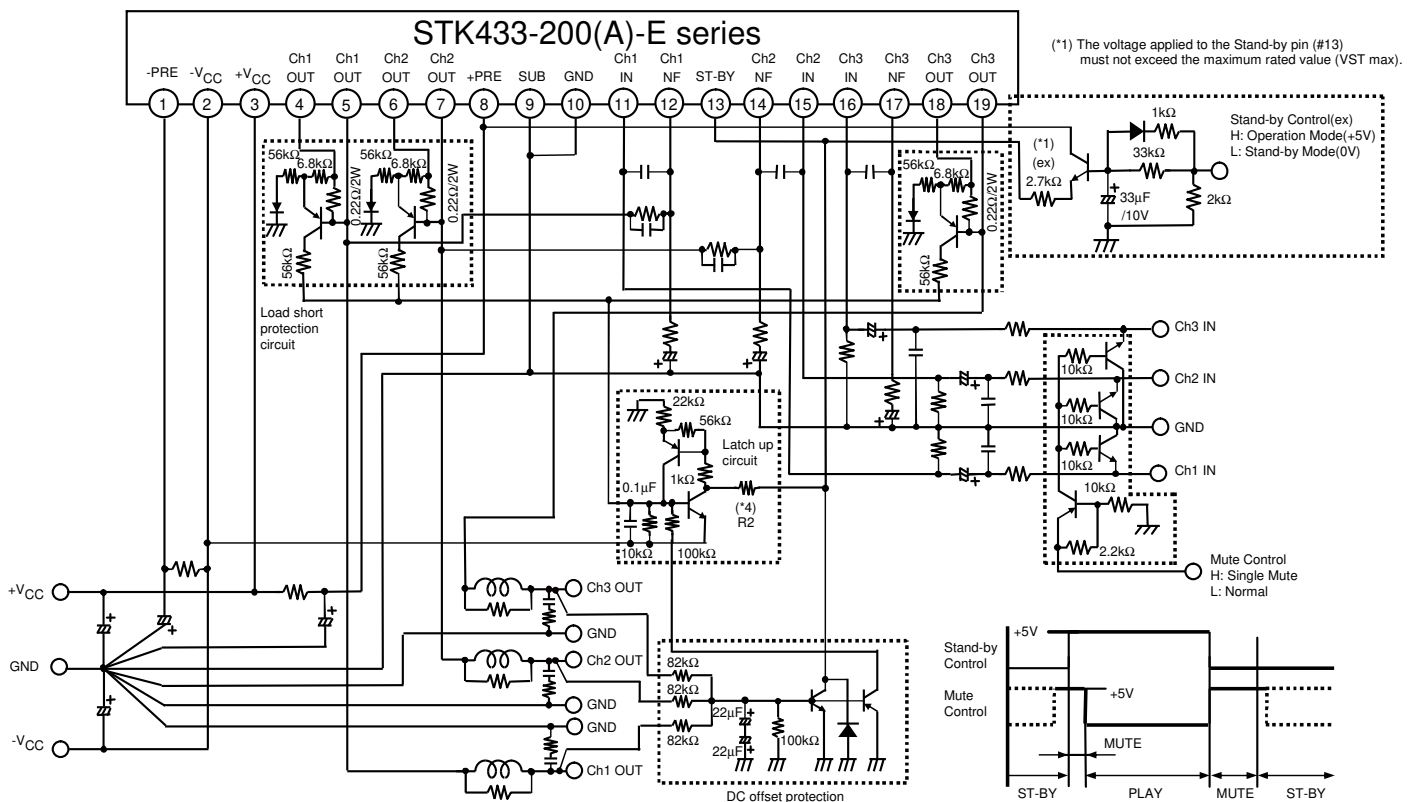 STK433-200(A)-E series
-PRE
-VCC
+VCC
Ch1 OUT
Ch1 OUT
Ch2 OUT
Ch2 OUT
+PRE
SUB
GND
Ch1 IN
Ch1 NF
ST-BY
Ch2 NF
Ch2 IN
Ch3 IN
Ch3 NF
Ch3 OUT
Ch3 OUT
1 2 3 4 5 6 7 8 9 10 11 12 13 14 15 16 17 18 19
(*1) The voltage applied to the Stand-by pin (#13)
must not exceed the maximum rated value (VST max).
Stand-by Control(ex)
H: Operation Mode(+5V)
L: Stand-by Mode(0V)
1kΩ
(*1)
(ex)
2.7kΩ
33kΩ
33µF
/10V
2kΩ
56kΩ
6.8kΩ
0.22Ω/2W
56kΩ
56kΩ
6.8kΩ
0.22Ω/2W
56kΩ
Load short
protection
circuit
56kΩ
6.8kΩ
0.22Ω/2W
56kΩ
Ch3 IN
Ch2 IN
GND
Ch1 IN
10kΩ
10kΩ
10kΩ
10kΩ
2.2kΩ
Mute Control
H: Single Mute
L: Normal
22kΩ
56kΩ
Latch up
circuit
1kΩ
0.1µF
(*4)
R2
10kΩ
100kΩ
+VCC
GND
-VCC
Ch3 OUT
GND
Ch2 OUT
GND
GND
Ch1 OUT
82kΩ
82kΩ
82kΩ
22µF
22µF
100kΩ
DC offset protection
+5V
Stand-by
Control
Mute
Control
+5V
MUTE
ST-BY
PLAY
MUTE
ST-BY